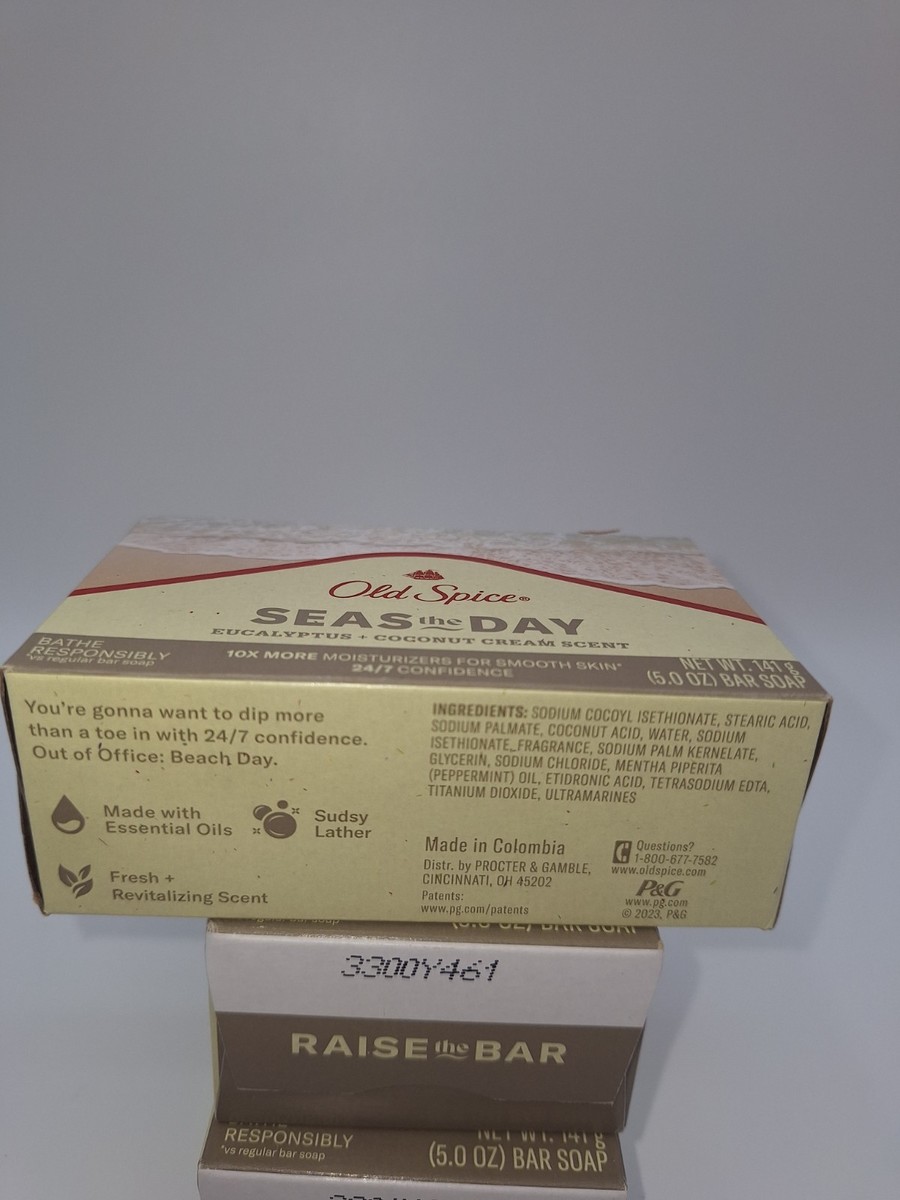 Old Spice®
SEAS the DAY
EUCALYPTUS + COCONUT CREAM SCENT
BATHE
RESPONSIBLY
*vs regular bar soap
10X MORE MOISTURIZERS FOR SMOOTH SKIN*
24/7 CONFIDENCE
NET WT. 141 g
(5.0 OZ) BAR SOAP
You're gonna want to dip more
than a toe in with 24/7 confidence.
Out of Office: Beach Day.
Made with
Essential Oils
Sudsy
Lather
Fresh +
Revitalizing Scent
INGREDIENTS: SODIUM COCOYL ISETHIONATE, STEARIC ACID,
SODIUM PALMATE, COCONUT ACID, WATER, SODIUM
ISETHIONATE, FRAGRANCE, SODIUM PALM KERNELATE,
GLYCERIN, SODIUM CHLORIDE, MENTHA PIPERITA
(PEPPERMINT) OIL, ETIDRONIC ACID, TETRASODIUM EDTA,
TITANIUM DIOXIDE, ULTRAMARINES
Made in Colombia
Distr. by PROCTER & GAMBLE,
CINCINNATI, OH 45202
Patents:
www.pg.com/patents
Questions?
1-800-677-7582
www.oldspice.com
P&G
www.pg.com
© 2023, P&G
(5.0 OZ) BAR SOAP
3300Y461
RAISE the BAR
RESPONSIBLY
*vs regular bar soap
NET WT. 141 g
(5.0 OZ) BAR SOAP